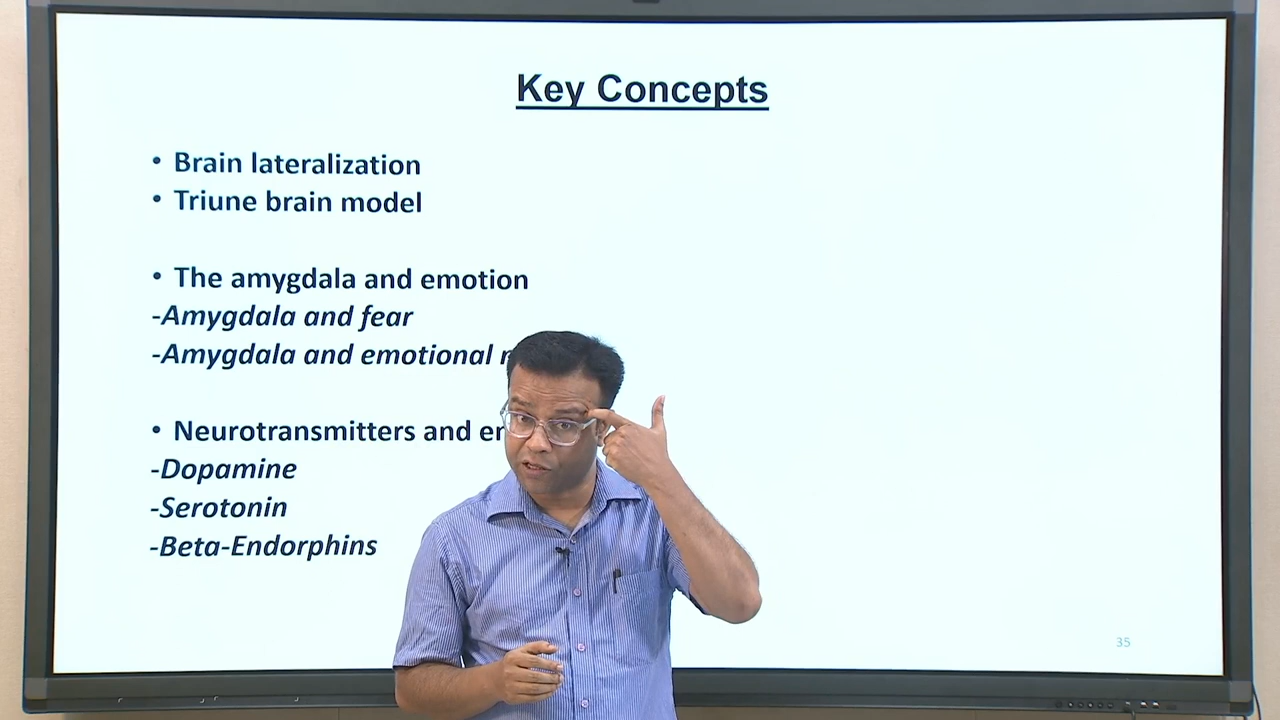 Key Concepts
• Brain lateralization
• Triune brain model
• The amygdala and emotion
-Amygdala and fear
-Amygdala and emotional
• Neurotransmitters and
-Dopamine
-Serotonin
-Beta-Endorphins
35